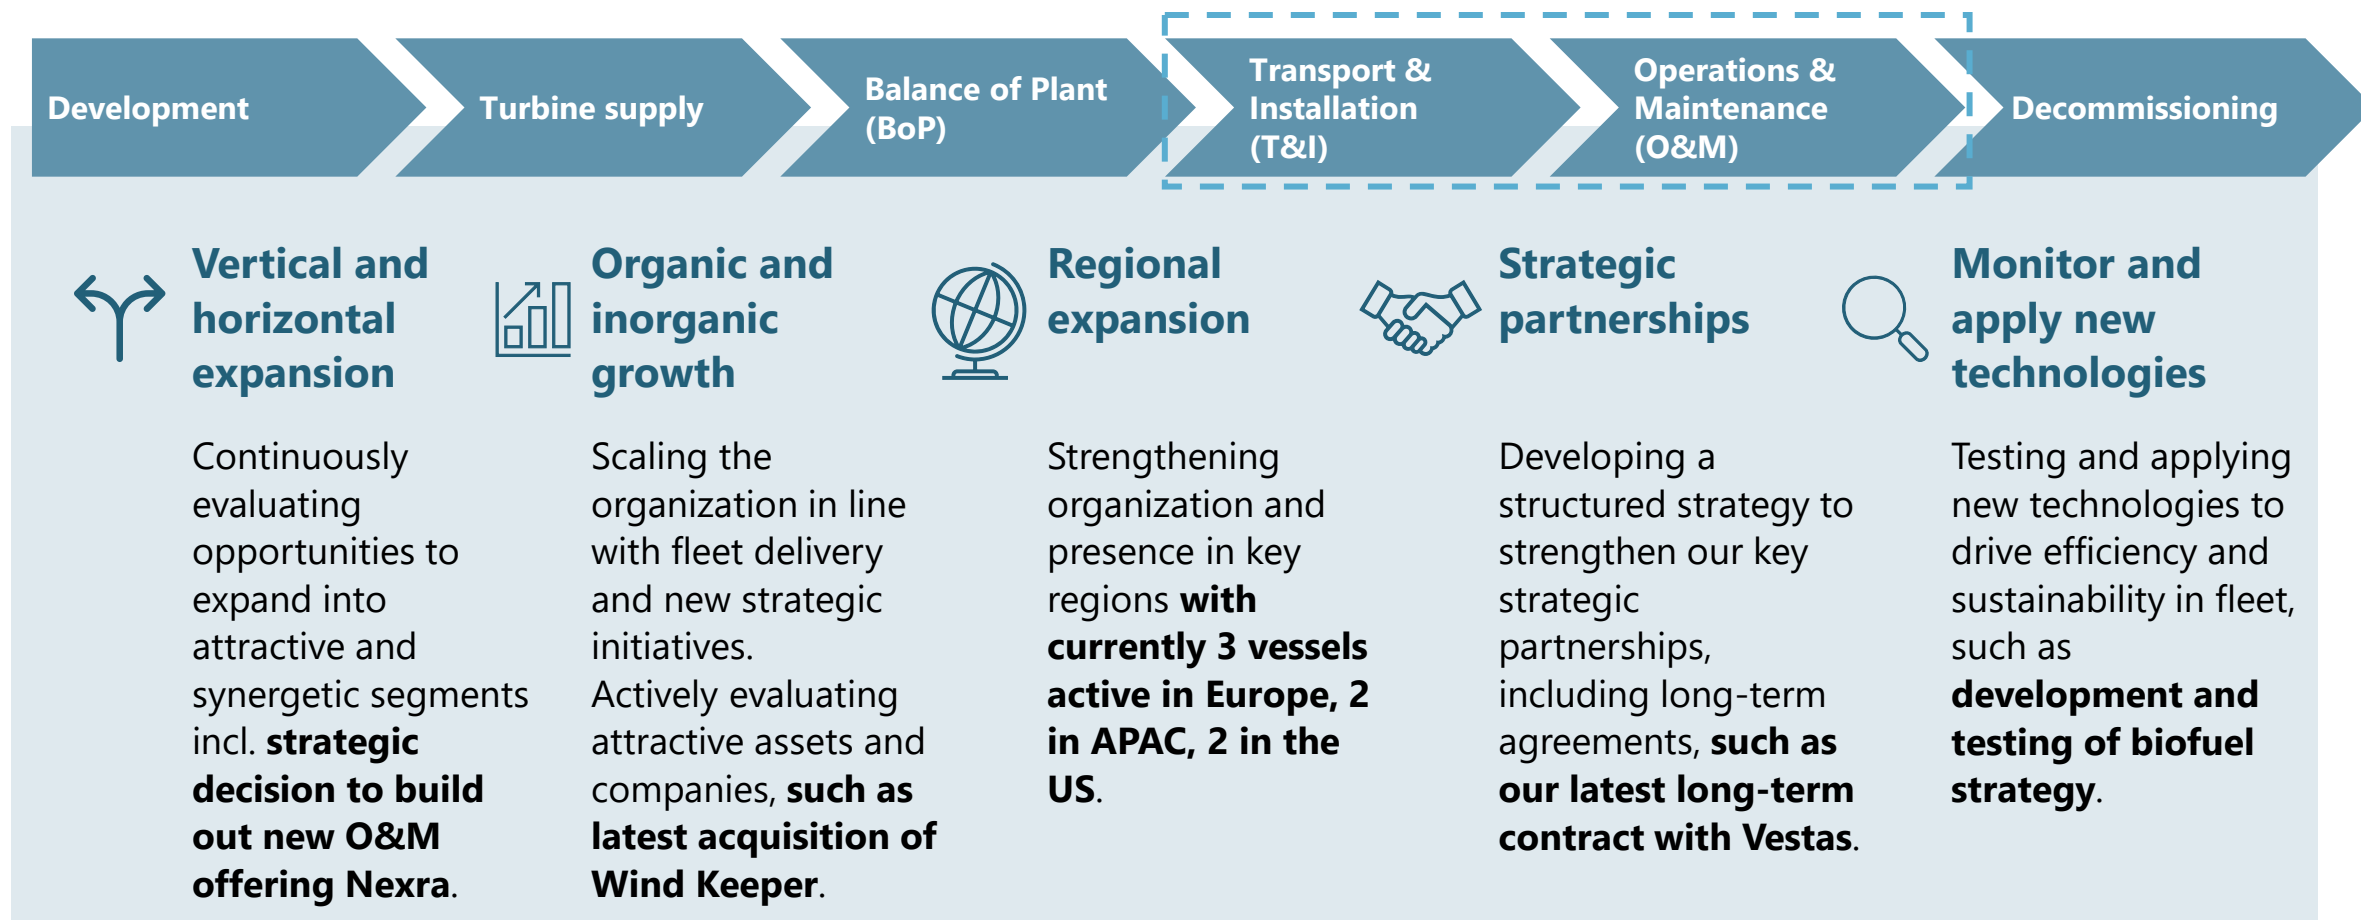 Development
Turbine supply
Balance of Plant
(BoP)
Transport &
Installation
(T&I)
Operations &
Maintenance
(O&M)
Decommissioning
Vertical and
horizontal
expansion
Continuously
evaluating
opportunities to
expand into
attractive and
synergetic segments
incl. strategic
decision to build
out new O&M
offering Nexra.
Organic and
inorganic
growth
Scaling the
organization in line
with fleet delivery
and new strategic
initiatives.
Actively evaluating
attractive assets and
companies, such as
latest acquisition of
Wind Keeper.
Regional
expansion
Strengthening
organization and
presence in key
regions with
currently 3 vessels
active in Europe, 2
in APAC, 2 in the
US.
Strategic
partnerships
Developing a
structured strategy to
strengthen our key
strategic
partnerships,
including long-term
agreements, such as
our latest long-term
contract with Vestas.
Monitor and
apply new
technologies
Testing and applying
new technologies to
drive efficiency and
sustainability in fleet,
such as
development and
testing of biofuel
strategy.